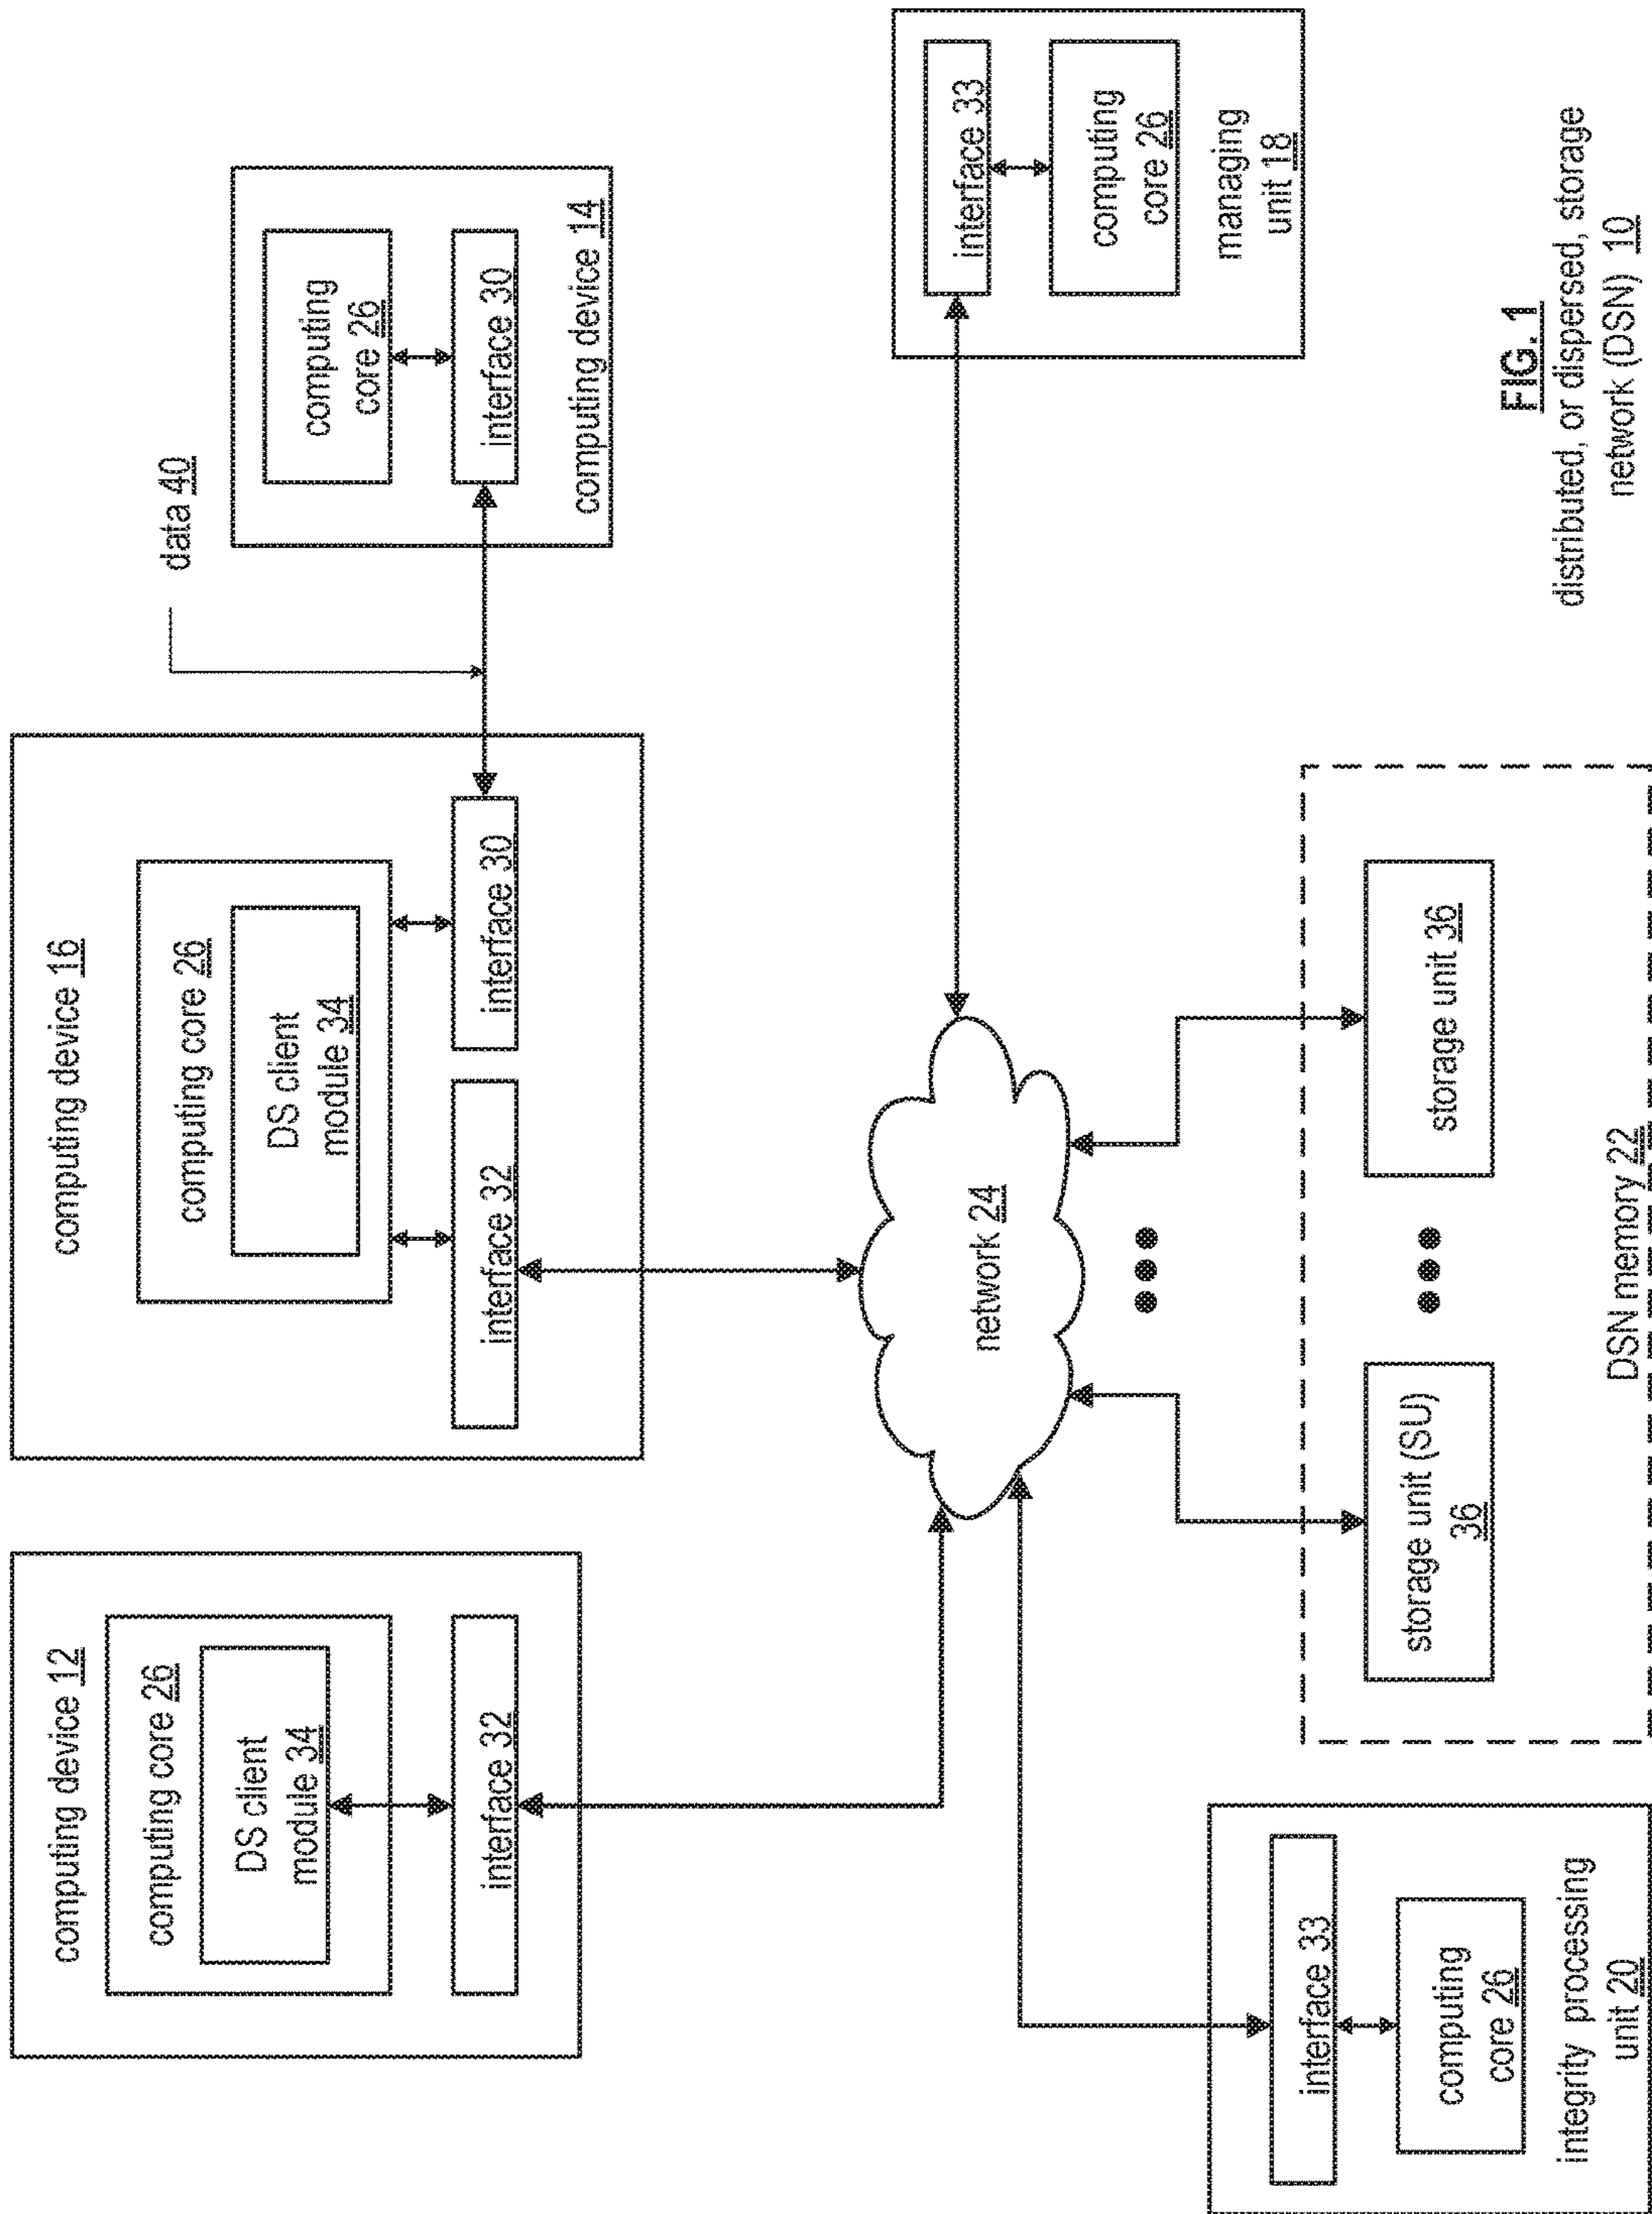 computing device 12
computing core 26
DS client
module 34
interface 32
computing device 16
computing core 26
DS client
module 34
interface 32
interface 30
data 40
computing
core 26
interface 30
computing device 14
network 24
interface 33
computing
core 26
managing
unit 18
interface 33
computing
core 26
integrity processing
unit 20
storage unit (SU)
36
storage unit 36
DSN memory 22
FIG. 1
distributed, or dispersed, storage
network (DSN) 10